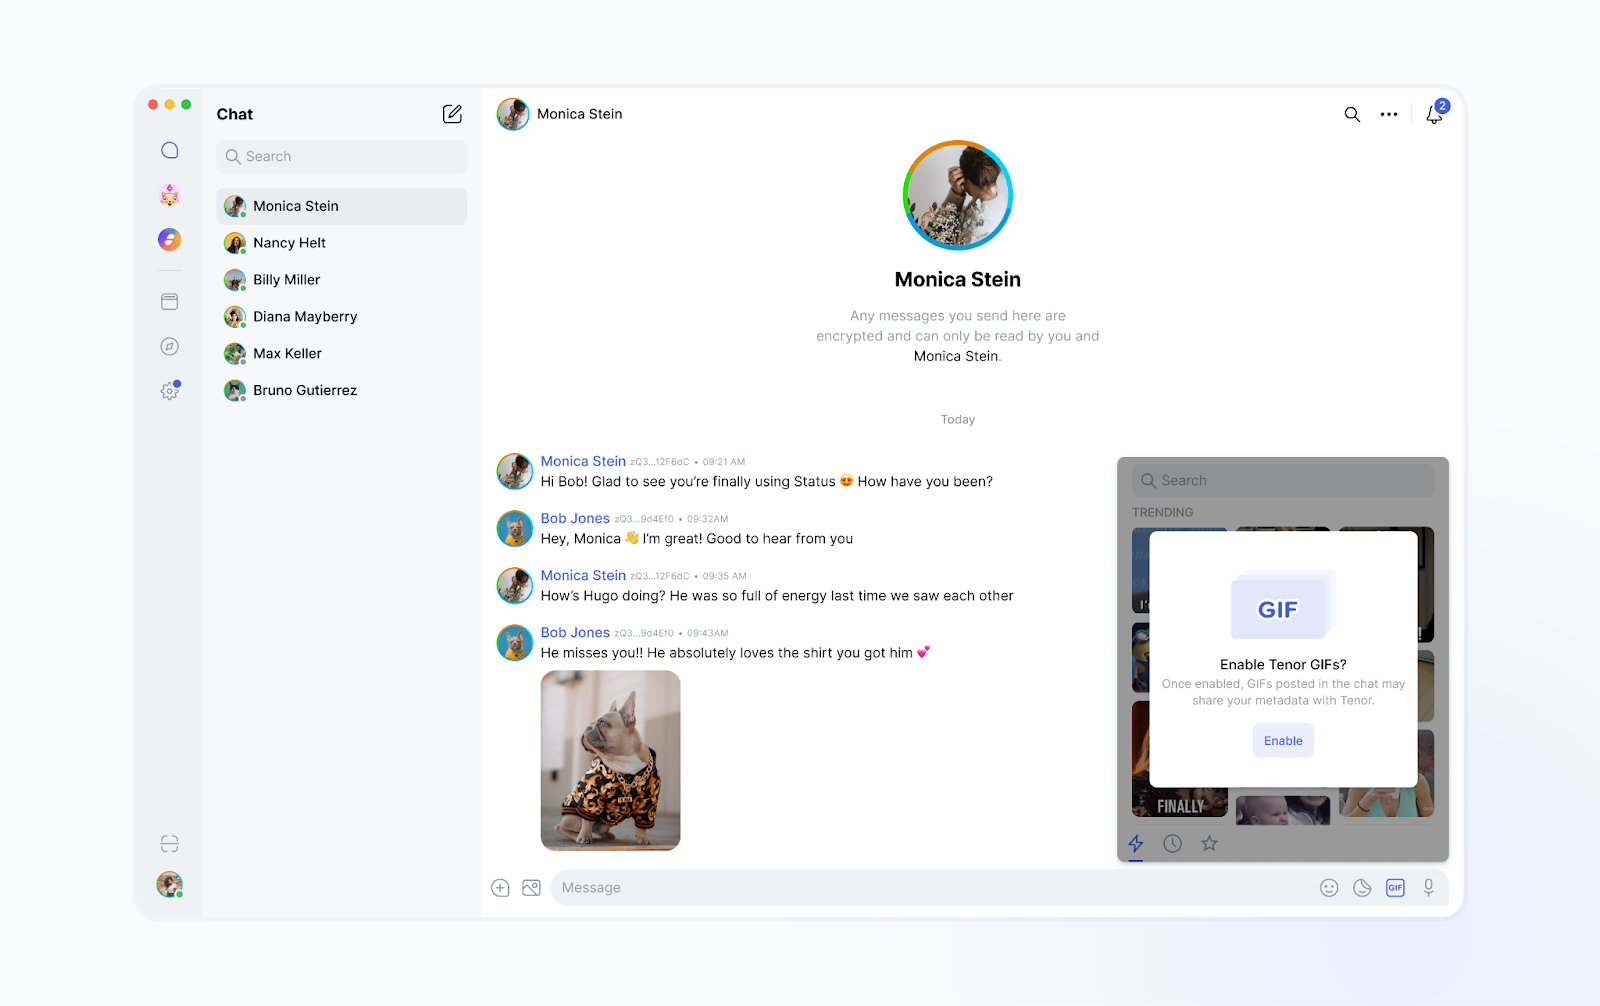 Chat
Search
Monica Stein
Nancy Helt
Billy Miller
Diana Mayberry
Max Keller
Bruno Gutierrez
Monica Stein
2
Monica Stein
Any messages you send here are
encrypted and can only be read by you and
Monica Stein.
Today
Monica Stein zQ3...12F6dC • 09:21 AM
Hi Bob! Glad to see you’re finally using Status 😍 How have you been?
Bob Jones zQ3...9d4Ef0 • 09:32AM
Hey, Monica 👋 I’m great! Good to hear from you
Monica Stein zQ3...12F6dC • 09:35 AM
How’s Hugo doing? He was so full of energy last time we saw each other
Bob Jones zQ3...9d4Ef0 • 09:43AM
He misses you!! He absolutely loves the shirt you got him 💕
Search
TRENDING
GIF
Enable Tenor GIFs?
Once enabled, GIFs posted in the chat may
share your metadata with Tenor.
Enable
FINALLY
Message
GIF